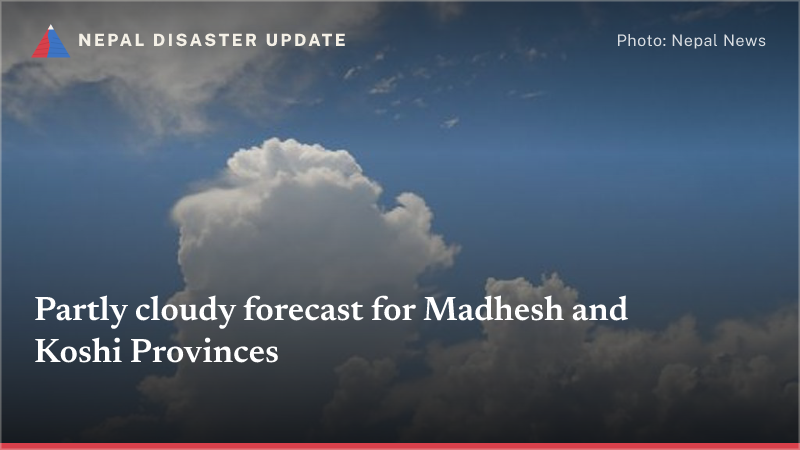 NEPAL DISASTER UPDATE
Photo: Nepal News
Partly cloudy forecast for Madhesh and
Koshi Provinces